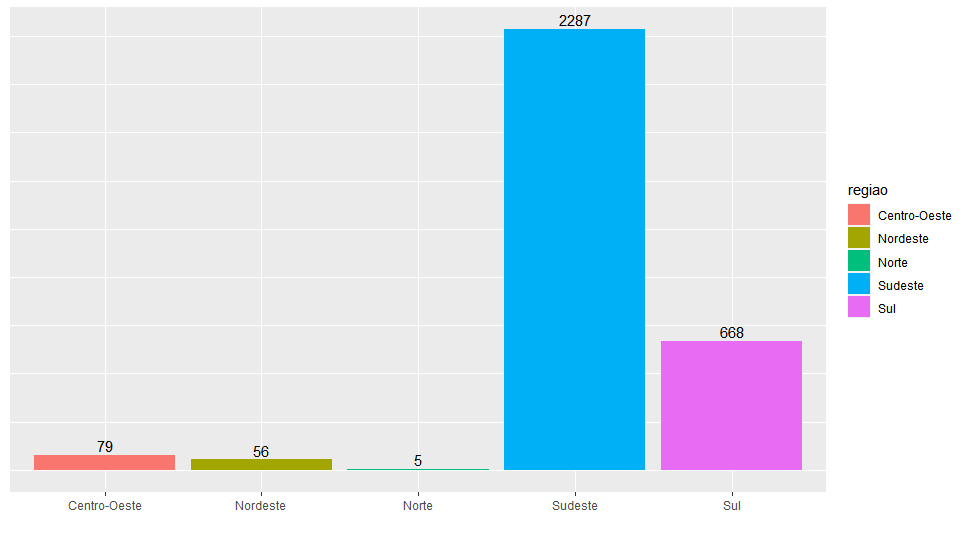 2287
668
79
56
5
Centro-Oeste
Nordeste
Norte
Sudeste
Sul
regiao
Centro-Oeste
Nordeste
Norte
Sudeste
Sul